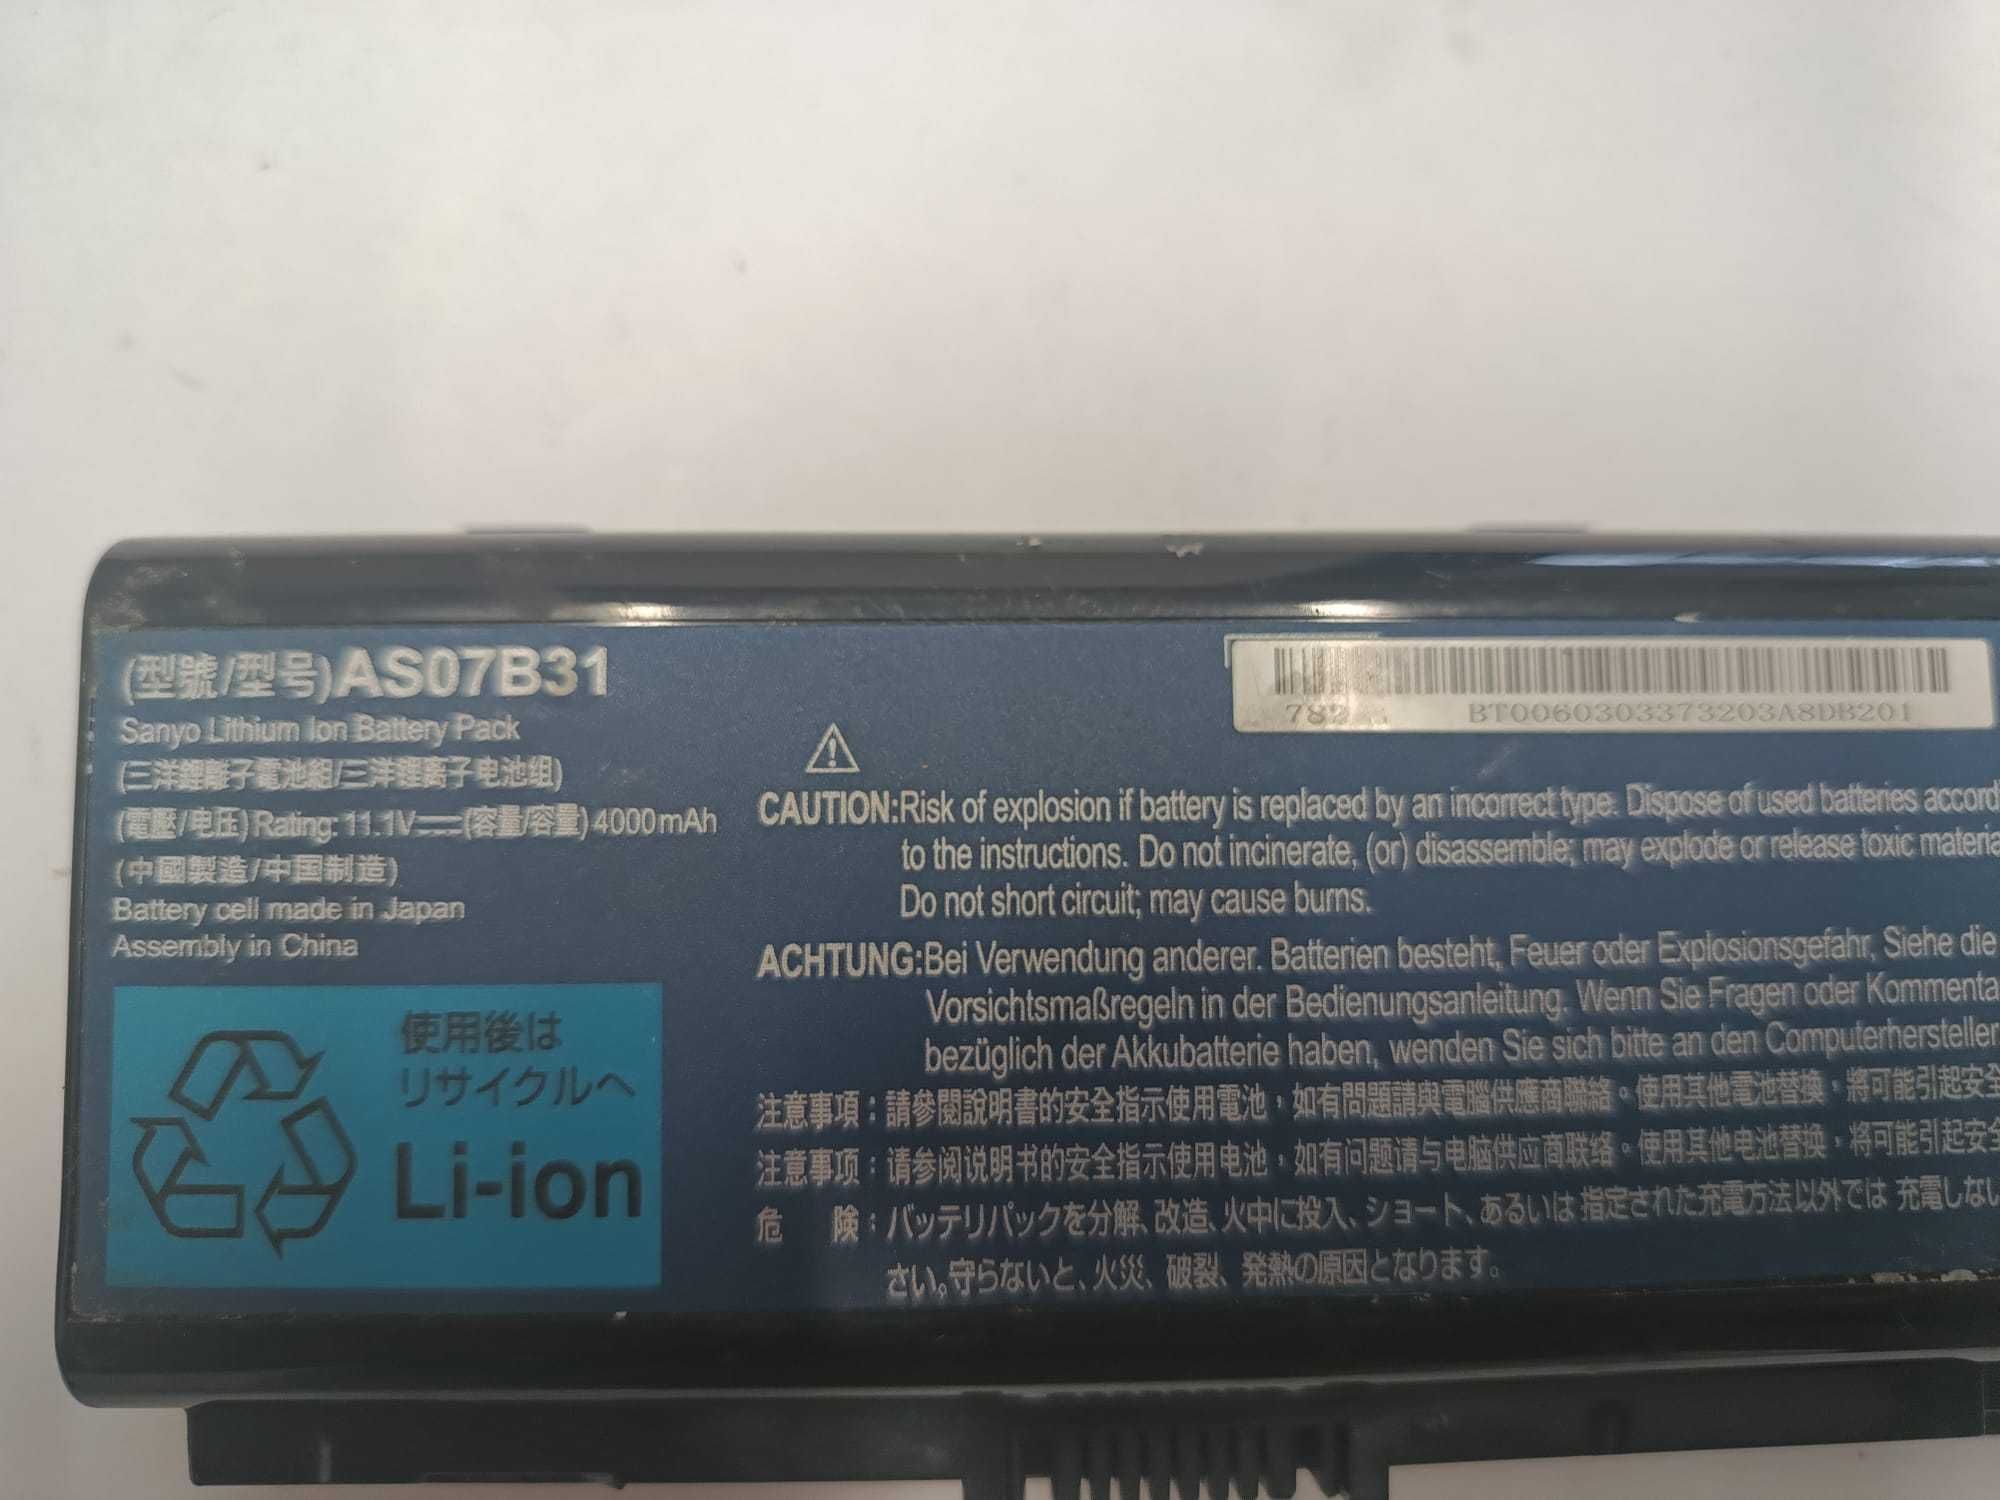 (型號/型号)AS07B31
Sanyo Lithium Ion Battery Pack
(三洋鋰離子電池組/三洋锂离子电池组)
(電壓/电压) Rating: 11.1V⎓(容量/容量) 4000mAh
(中國製造/中国制造)
Battery cell made in Japan
Assembly in China
使用後は
リサイクルへ
Li-ion
782
BT0060303373203A8DB201
CAUTION:Risk of explosion if battery is replaced by an incorrect type. Dispose of used batteries accord
to the instructions. Do not incinerate, (or) disassemble; may explode or release toxic materia
Do not short circuit; may cause burns.
ACHTUNG:Bei Verwendung anderer. Batterien besteht, Feuer oder Explosionsgefahr, Siehe die
Vorsichtsmaßregeln in der Bedienungsanleitung. Wenn Sie Fragen oder Kommenta
bezüglich der Akkubatterie haben, wenden Sie sich bitte an den Computerhersteller.
注意事項：請參閱說明書的安全指示使用電池，如有問題請與電腦供應商聯絡。使用其他電池替換，將可能引起安全
注意事项：请参阅说明书的安全指示使用电池，如有问题请与电脑供应商联络。使用其他电池替换，将可能引起安全
危 険：バッテリパックを分解、改造、火中に投入、ショート、あるいは 指定された充電方法以外では 充電しない
さい。守らないと、火災、破裂、発熱の原因となります。